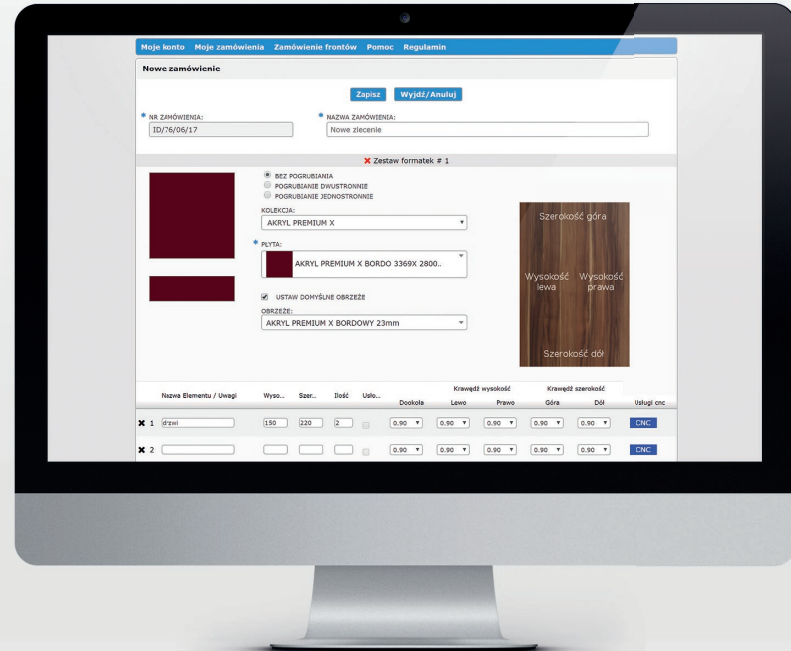 Moje konto Moje zamówienia Zamówienie frontów Pomoc Regulamin
Nowe zamówienie
Zapisz Wyjdź/Anuluj
* NR ZAMÓWIENIA: * NAZWA ZAMÓWIENIA:
ID/76/06/17 Nowe zlecenie
Zestaw formatek # 1
BEZ POGRUBIANIA
POGRUBIANIE DWUSTRONNIE
POGRUBIANIE JEDNOSTRONNIE
KOLEKCJA:
AKRYL PREMIUM X
* PŁYTA:
AKRYL PREMIUM X BORDO 3369X 2800..
USTAW DOMYŚLNE OBRZEŻE
OBRZEŻE:
AKRYL PREMIUM X BORDOWY 23mm
Szerokość góra
Wysokość lewa
Wysokość prawa
Szerokość dół
Krawędź wysokość Krawędź szerokość
Nazwa Elementu / Uwagi Wyso... Szer... Ilość Usło... Dookoła Lewo Prawo Góra Dół Usługi cnc
1 drzwi 150 220 2 0.90 0.90 0.90 0.90 0.90 CNC
2 0.90 0.90 0.90 0.90 0.90 CNC